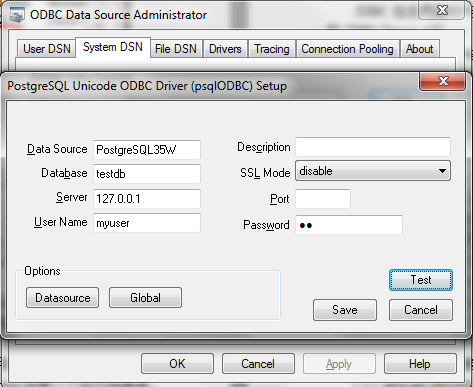 ODBC Data Source Administrator
User DSN System DSN File DSN Drivers Tracing Connection Pooling About
PostgreSQL Unicode ODBC Driver (psqlODBC) Setup
Data Source PostgreSQL35W Description
Database testdb SSL Mode disable
Server 127.0.0.1 Port
User Name myuser Password ●●
Options
Test
Datasource Global
Save Cancel
OK Cancel Apply Help